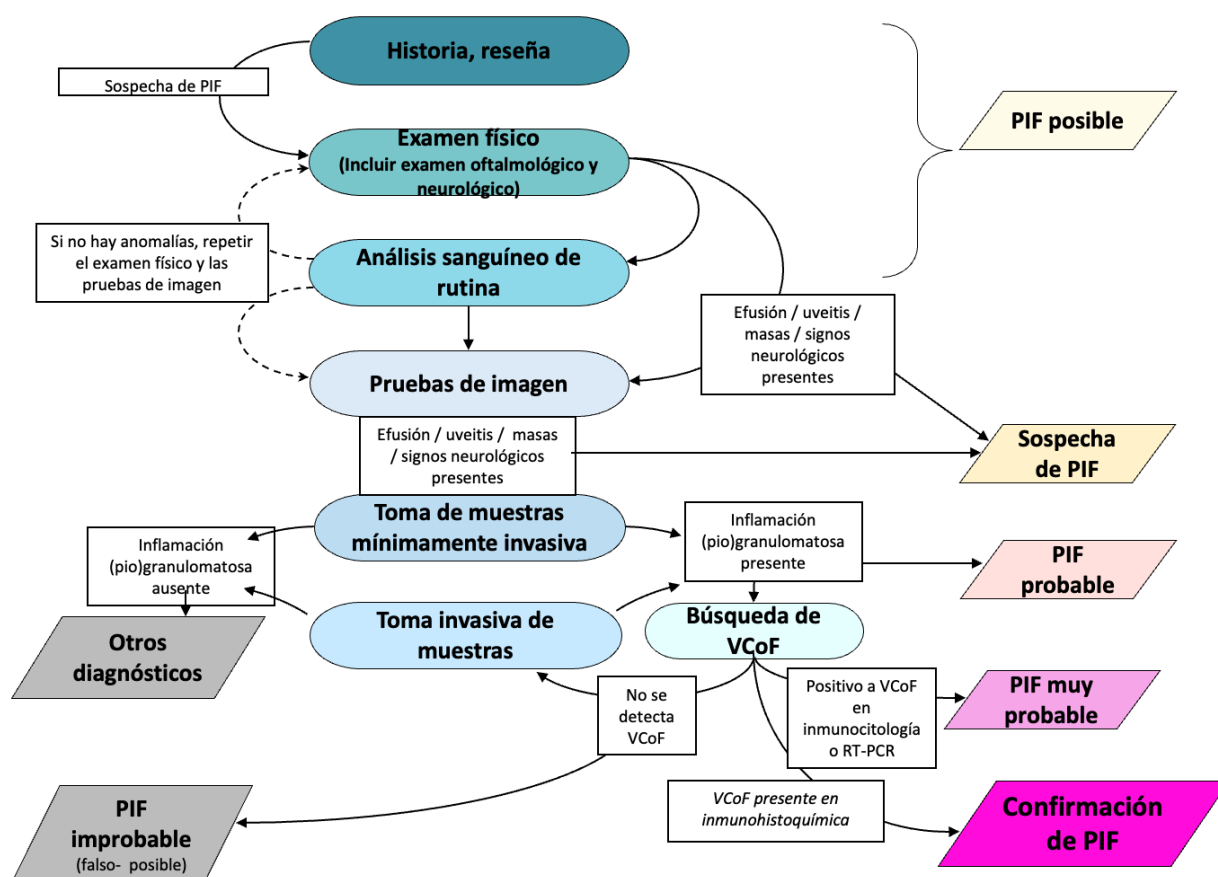 Historia, reseña
Sospecha de PIF
PIF posible
Examen físico
(Incluir examen oftalmológico y
neurológico)
Si no hay anomalías, repetir
el examen físico y las
pruebas de imagen
Análisis sanguíneo de
rutina
Efusión / uveitis /
masas / signos
neurológicos
presentes
Pruebas de imagen
Efusión / uveitis / masas
/ signos neurológicos
presentes
Sospecha
de PIF
Toma de muestras
mínimamente invasiva
Inflamación
(pio)granulomatosa
ausente
Inflamación
(pio)granulomatosa
presente
PIF
probable
Otros
diagnósticos
Toma invasiva de
muestras
Búsqueda de
VCoF
No se
detecta
VCoF
Positivo a VCoF
en
inmunocitología
o RT-PCR
PIF muy
probable
PIF
improbable
(falso- posible)
VCoF presente en
inmunohistoquímica
Confirmación
de PIF